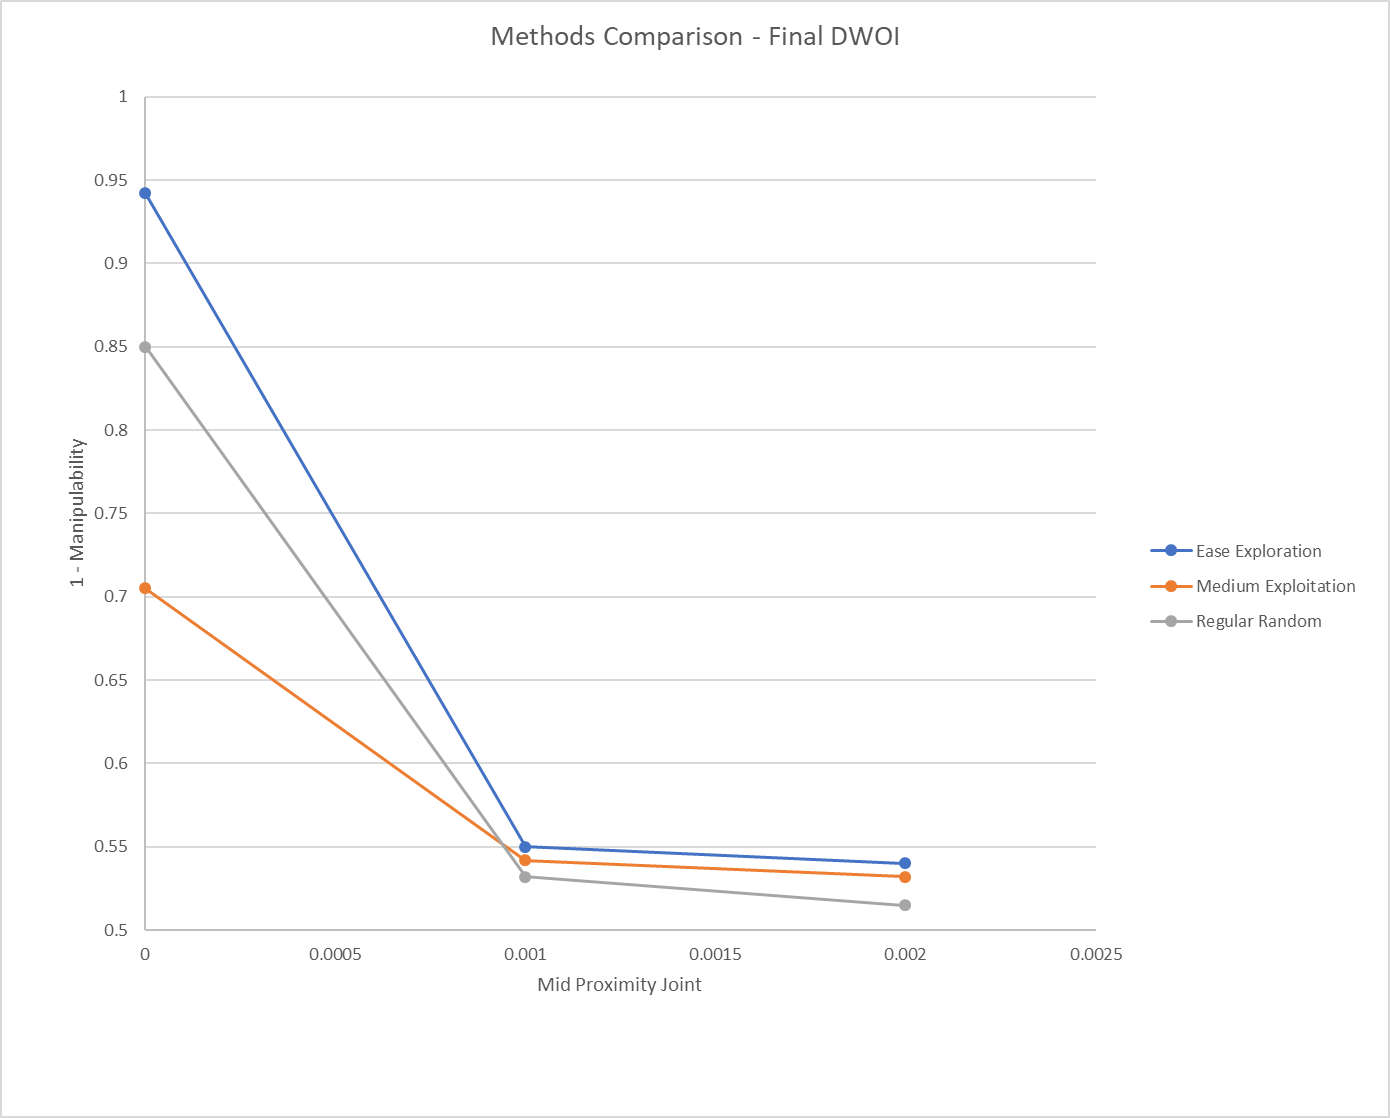 Methods Comparison - Final DWOI
1
0.95
0.9
0.85
0.8
0.75
0.7
0.65
0.6
0.55
0.5
1 - Manipulability
0 0.0005 0.001 0.0015 0.002 0.0025
Mid Proximity Joint
Ease Exploration
Medium Exploitation
Regular Random